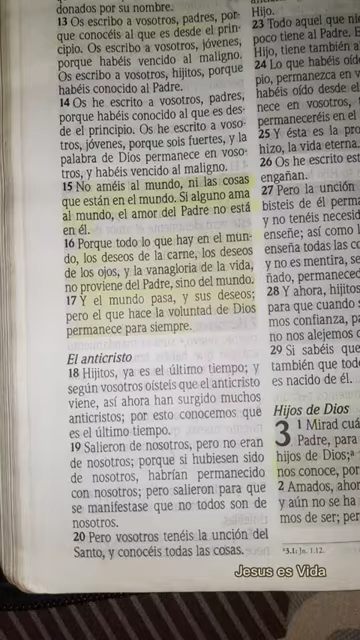 donados por su nombre.
13 Os escribo a vosotros, padres, por-
que conocéis al que es desde el prin-
cipio. Os escribo a vosotros, jóvenes,
porque habéis vencido al maligno.
Os escribo a vosotros, hijitos, porque
habéis conocido al Padre.
14 Os he escrito a vosotros, padres,
porque habéis conocido al que es des-
de el principio. Os he escrito a voso-
tros, jóvenes, porque sois fuertes, y la
palabra de Dios permanece en voso-
tros, y habéis vencido al maligno.
15 No améis al mundo, ni las cosas
que están en el mundo. Si alguno ama
al mundo, el amor del Padre no está
en él.
16 Porque todo lo que hay en el mun-
do, los deseos de la carne, los deseos
de los ojos, y la vanagloria de la vida,
no proviene del Padre, sino del mundo.
17 Y el mundo pasa, y sus deseos;
pero el que hace la voluntad de Dios
permanece para siempre.
El anticristo
18 Hijitos, ya es el último tiempo; y
según vosotros oísteis que el anticristo
viene, así ahora han surgido muchos
anticristos; por esto conocemos que
es el último tiempo.
19 Salieron de nosotros, pero no eran
de nosotros; porque si hubiesen sido
de nosotros, habrían permanecido
con nosotros; pero salieron para que
se manifestase que no todos son de
nosotros.
20 Pero vosotros tenéis la unción del
Santo, y conocéis todas las cosas.
Hijo.
23 Todo aquel que ni
poco tiene al Padre. E
Hijo, tiene también a
24 Lo que habéis oíd
pio, permanezca en v
habéis oído desde el
nece en vosotros,
permaneceréis en el
25 Y ésta es la pro
hizo, la vida eterna.
26 Os he escrito est
engañan.
27 Pero la unción
bisteis de él perma
y no tenéis necesid
enseñe; así como l
enseña todas las co
y no es mentira, se
ñado, permaneced
28 Y ahora, hijitos
para que cuando
mos confianza, pa
no nos alejemos c
29 Si sabéis que
también que tod
es nacido de él.
Hijos de Dios
3 1 Mirad cuá
Padre, para
hijos de Dios;a
nos conoce, por
2 Amados, ahor
y aún no se ha
mos de ser; per
a3.1: Jn. 1.12.
Jesus es Vida